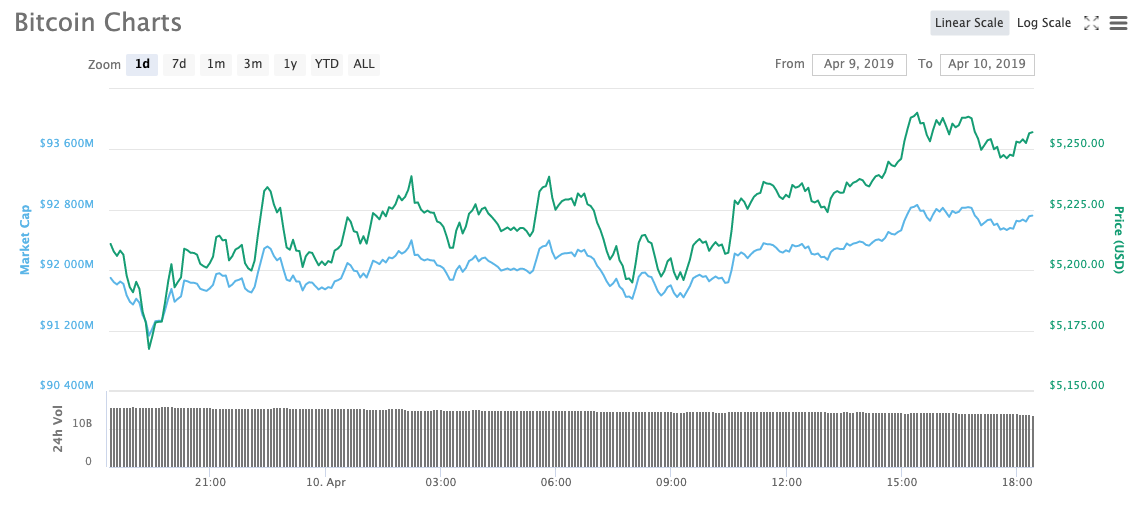 Bitcoin Charts
Linear Scale Log Scale
Zoom 1d 7d 1m 3m 1y YTD ALL
From Apr 9, 2019 To Apr 10, 2019
Market Cap
$93 600M
$92 800M
$92 000M
$91 200M
$90 400M
$5,250.00
$5,225.00
$5,200.00
$5,175.00
$5,150.00
Price (USD)
24h Vol
10B
0
21:00 10. Apr 03:00 06:00 09:00 12:00 15:00 18:00